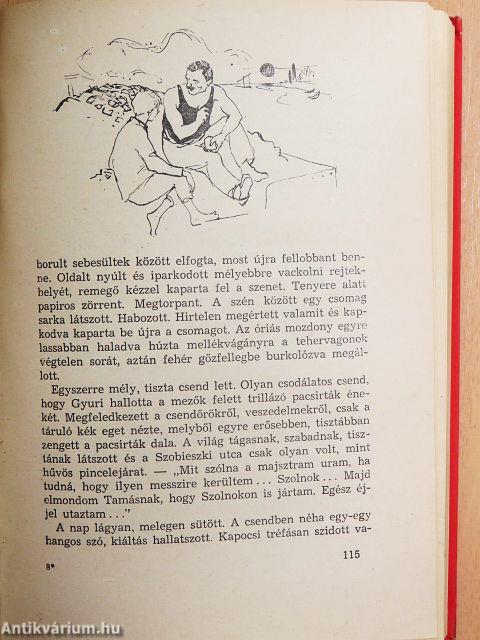 borult sebesültek között elfogta, most újra fellobbant ben-
ne. Oldalt nyúlt és iparkodott mélyebbre vackolni rejtek-
helyét, remegő kézzel kaparta fel a szenet. Tenyere alatt
papiros zörrent. Megtorpant. A szén között egy csomag
sarka látszott. Habozott. Hirtelen megértett valamit és kap-
kodva kaparta be újra a csomagot. Az óriás mozdony egyre
lassabban haladva húzta mellékvágányra a tehervagonok
végtelen sorát, aztán fehér gőzfellegbe burkolózva megál-
lott.
Egyszerre mély, tiszta csend lett. Olyan csodálatos csend,
hogy Gyuri hallotta a mezők felett trillázó pacsirták éne-
két. Megfeledkezett a csendőrökről, veszedelmekről, csak a
táruló kék eget nézte, melyből egyre erősebben, tisztábban
zengett a pacsirták dala. A világ tágasnak, szabadnak, tisz-
tának látszott és a Szobieszki utca csak olyan volt, mint
hűvös pincelejárat. — „Mit szólna a majsztram uram, ha
tudná, hogy ilyen messzire kerültem... Szolnok... Majd
elmondom Tamásnak, hogy Szolnokon is jártam. Egész éj-
jel utaztam..."
A nap lágyan, melegen sütött. A csendben néha egy-egy
hangos szó, kiáltás hallatszott. Kapocsi tréfásan szidott va-
8*
115
Antikvárium.hu